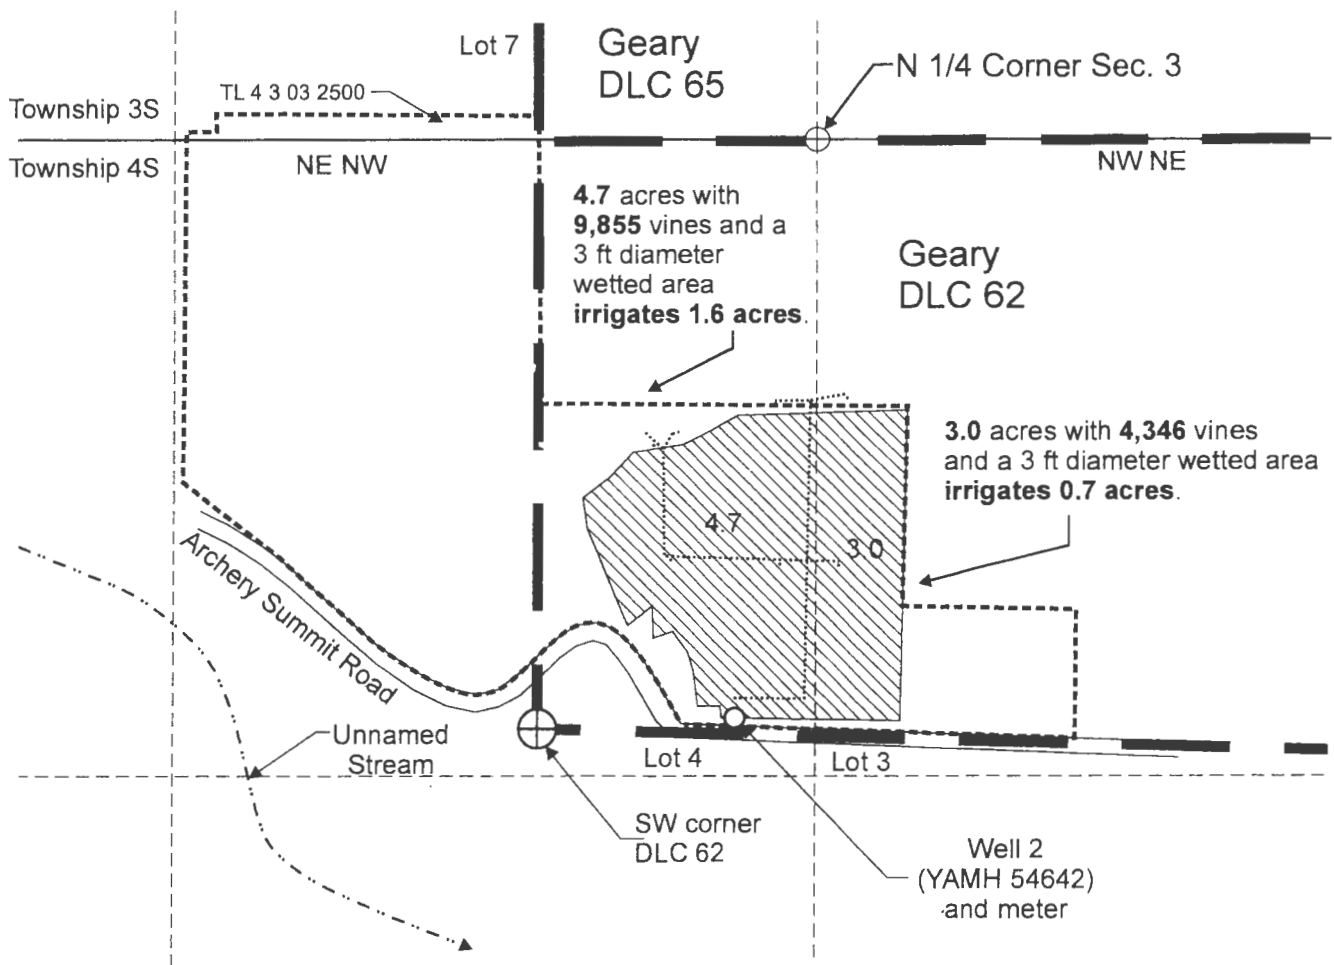 Lot 7
Geary
DLC 65
N 1/4 Corner Sec. 3
TL 4 3 03 2500
Township 3S
Township 4S
NE NW
NW NE
4.7 acres with
9,855 vines and a
3 ft diameter
wetted area
irrigates 1.6 acres.
Geary
DLC 62
3.0 acres with 4,346 vines
and a 3 ft diameter wetted area
irrigates 0.7 acres.
4.7
3.0
Archery Summit Road
Unnamed
Stream
Lot 4
Lot 3
SW corner
DLC 62
Well 2
(YAMH 54642)
and meter